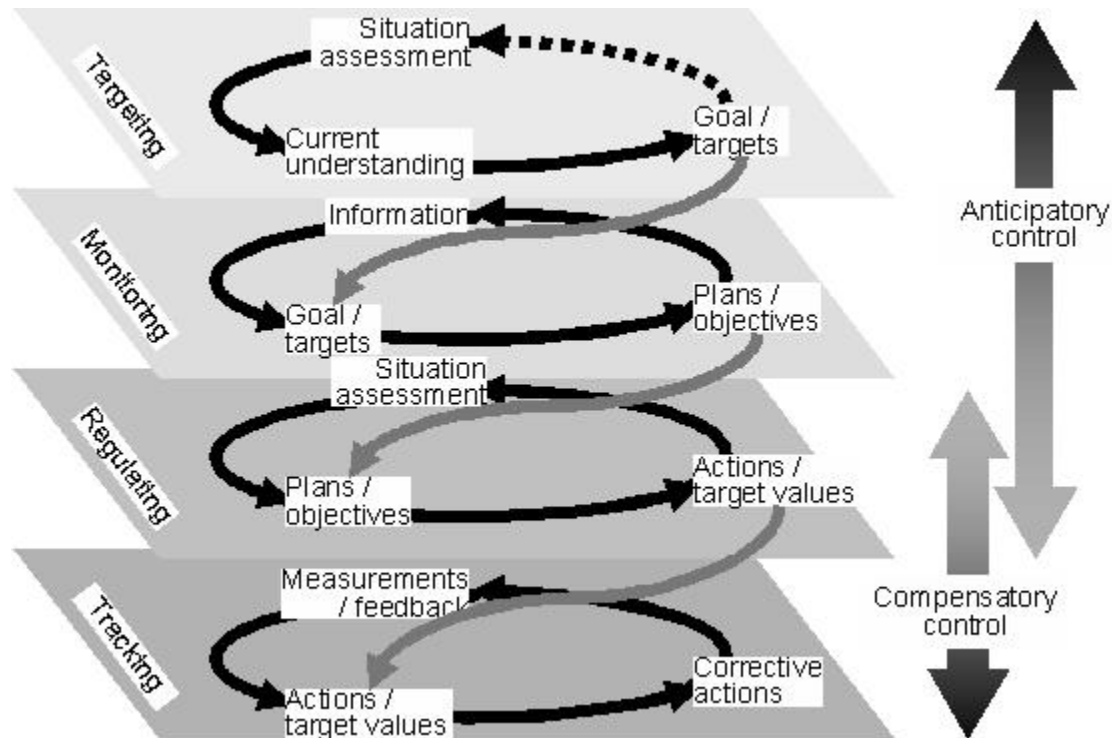 Targeting
Situation
assessment
Current
understanding
Goal /
targets
Monitoring
Information
Goal /
targets
Plans /
objectives
Regulating
Situation
assessment
Plans /
objectives
Actions /
target values
Tracking
Measurements
/ feedback
Actions /
target values
Corrective
actions
Anticipatory
control
Compensatory
control